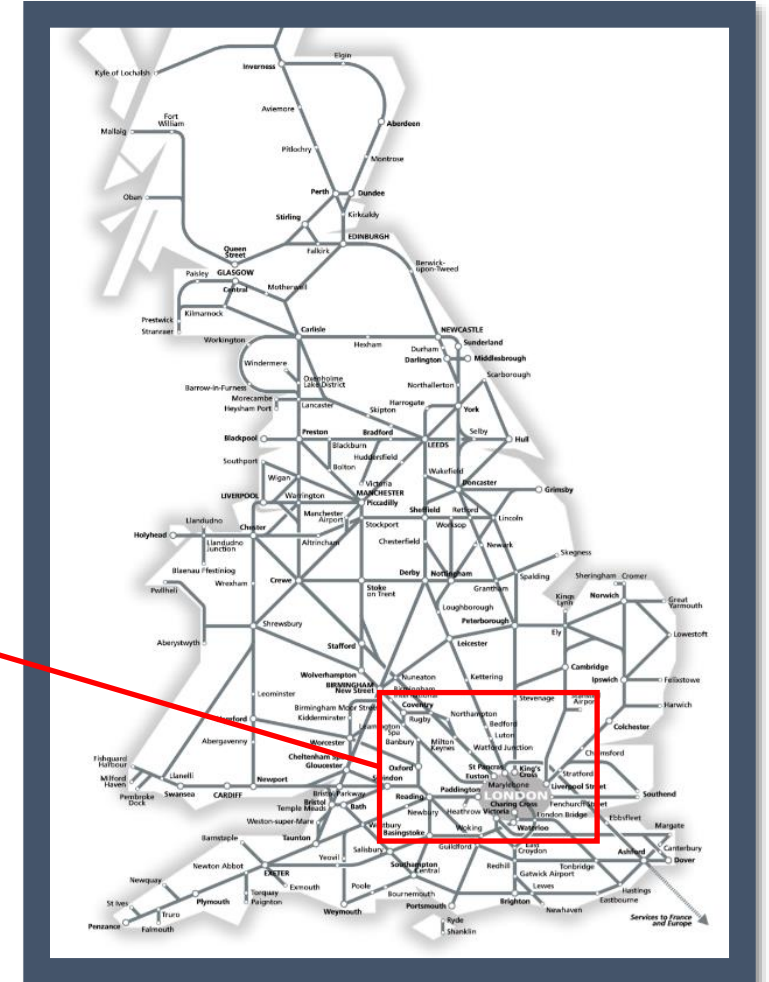 Elgin
Inverness
Kyle of Lochalsh
Aviemore
Fort
William
Mallaig
Aberdeen
Pitlochry
Montrose
Perth
Dundee
Oban
Stirling
Kirkcaldy
EDINBURGH
Falkirk
Queen
Street
Berwick-
upon-Tweed
Paisley
GLASGOW
Central
Motherwell
Prestwick
Kilmarnock
Stranraer
Carlisle
NEWCASTLE
Workington
Hexham
Sunderland
Durham
Darlington
Middlesbrough
Windermere
Scarborough
Oxenholme
Lake District
Northallerton
Barrow-in-Furness
Morecambe
Lancaster
Harrogate
York
Heysham Port
Skipton
Blackpool
Preston
Bradford
Selby
Hull
Blackburn
LEEDS
Southport
Huddersfield
Bolton
Wakefield
Wigan
Victoria
Doncaster
LIVERPOOL
Warrington
MANCHESTER
Piccadilly
Grimsby
Manchester
Airport
Sheffield
Retford
Lincoln
Llandudno
Chester
Stockport
Worksop
Holyhead
Llandudno
Junction
Altrincham
Chesterfield
Newark
Skegness
Blaenau Ffestiniog
Wrexham
Crewe
Derby
Nottingham
Spalding
Sheringham
Cromer
Pwllheli
Stoke
on Trent
Grantham
Kings
Lynn
Norwich
Great
Yarmouth
Loughborough
Shrewsbury
Peterborough
Ely
Lowestoft
Aberystwyth
Stafford
Leicester
Wolverhampton
Nuneaton
Kettering
Cambridge
BIRMINGHAM
New Street
Birmingham
Ipswich
Felixstowe
Leominster
Coventry
Stevenage
Airport
Harwich
Birmingham Moor Street
Rugby
Northampton
Kidderminster
Spa
Bedford
Colchester
Hereford
Banbury
Milton
Keynes
Luton
Abergavenny
Worcester
Watford Junction
Chelmsford
Cheltenham Spa
Oxford
St Pancras
King's
Cross
Fishguard
Harbour
Gloucester
Euston
Stratford
Llanelli
Swindon
Paddington
Marylebone
Liverpool Street
Milford
Haven
Newport
Reading
LONDON
Southend
Pembroke
Dock
Swansea
CARDIFF
Bristol Parkway
Charing Cross
Fenchurch Street
Bristol
Temple Meads
Bath
Newbury
Heathrow
Victoria
London Bridge
Ebbsfleet
Weston-super-Mare
Westbury
Basingstoke
Woking
Waterloo
Margate
Barnstaple
Taunton
Salisbury
Guildford
East
Croydon
Ashford
Canterbury
Yeovil
Southampton
Central
Redhill
Tonbridge
Dover
Newton Abbot
EXETER
Gatwick Airport
Newquay
Exmouth
Poole
Lewes
Hastings
St Ives
Plymouth
Torquay
Paignton
Bournemouth
Brighton
Eastbourne
Truro
Weymouth
Portsmouth
Newhaven
Penzance
Falmouth
Ryde
Shanklin
Services to France
and Europe